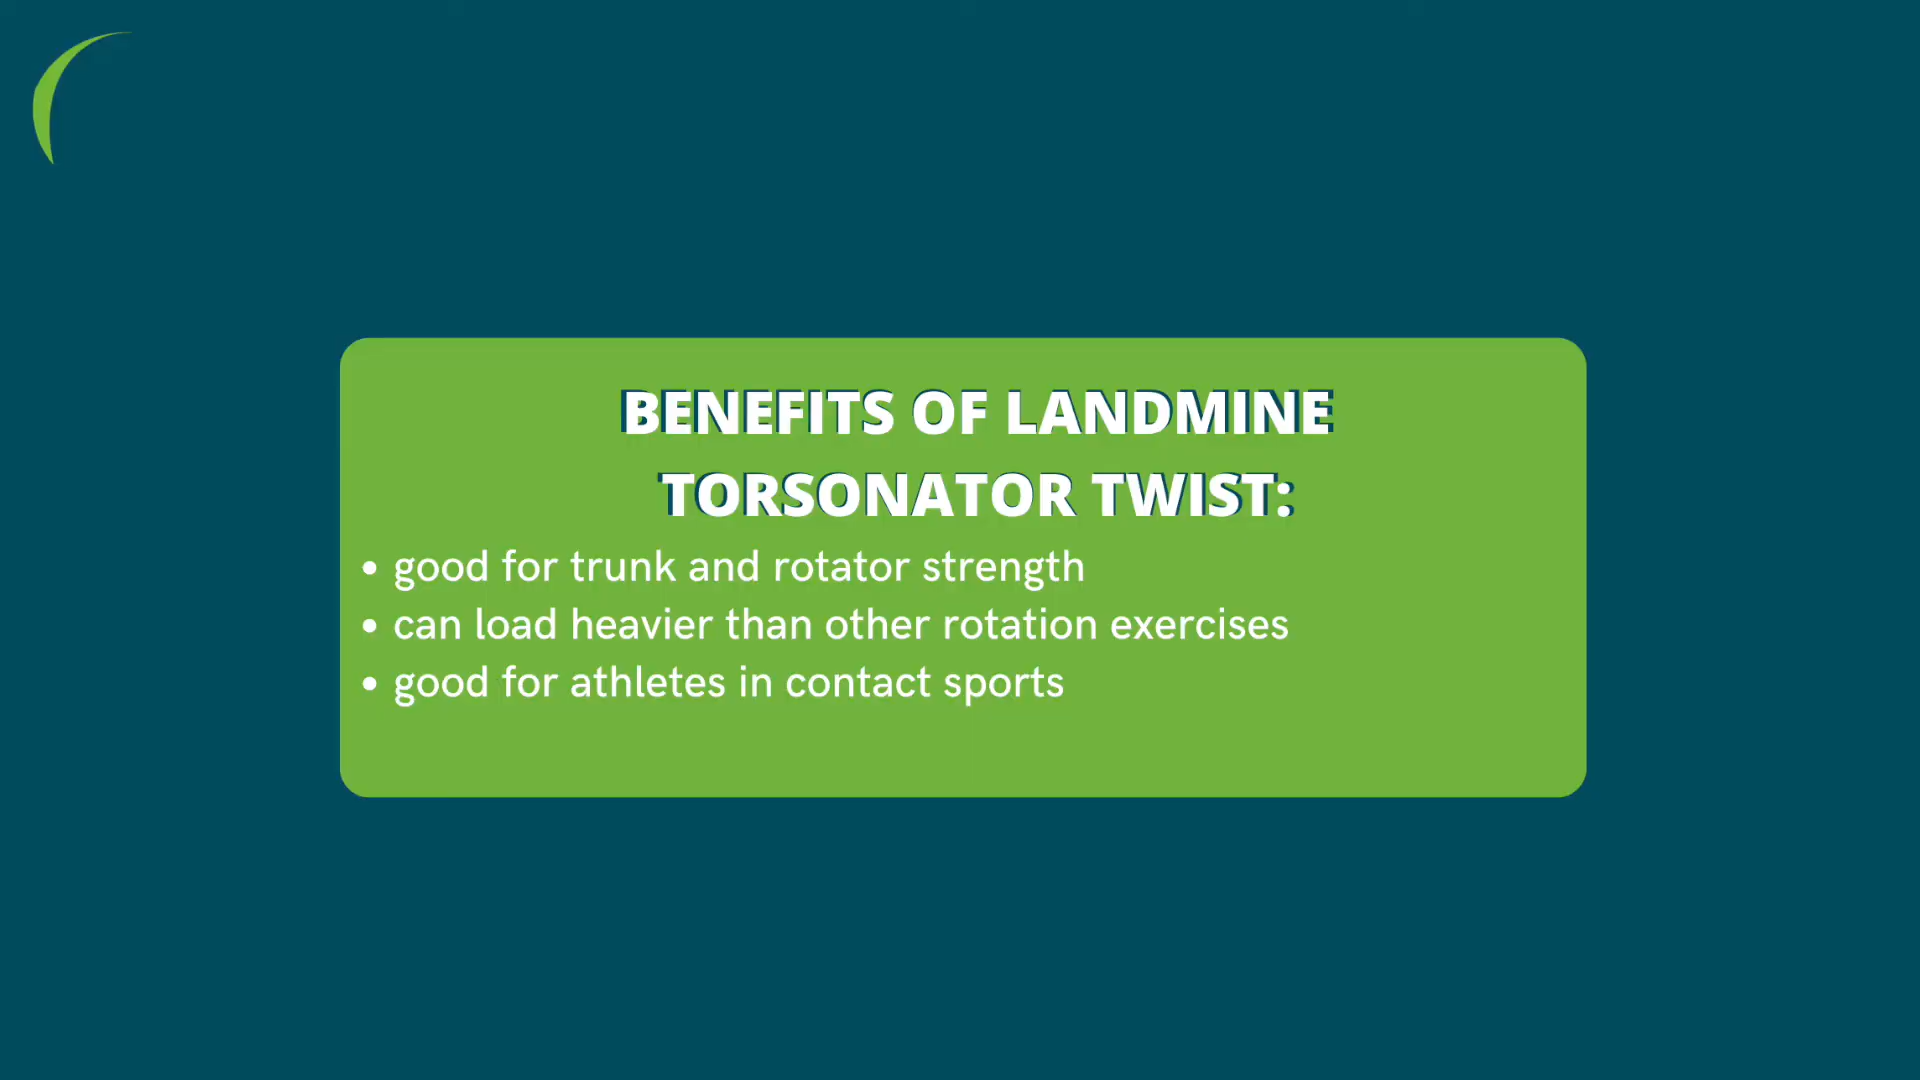 BENEFITS OF LANDMINE
TORSONATOR TWIST:
• good for trunk and rotator strength
• can load heavier than other rotation exercises
• good for athletes in contact sports